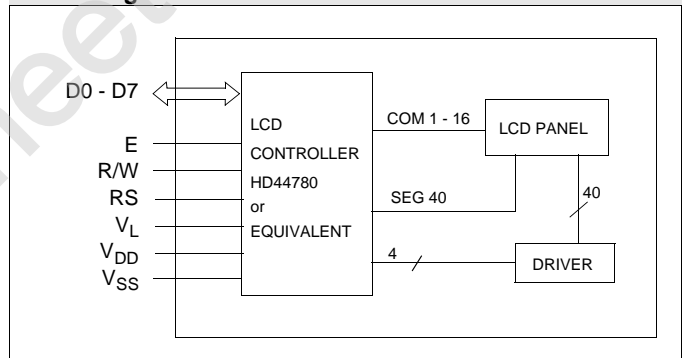 D0 - D7
E
R/W
RS
VL
VDD
VSS
LCD
CONTROLLER
HD44780
or
EQUIVALENT
COM 1 - 16
SEG 40
4
LCD PANEL
40
DRIVER